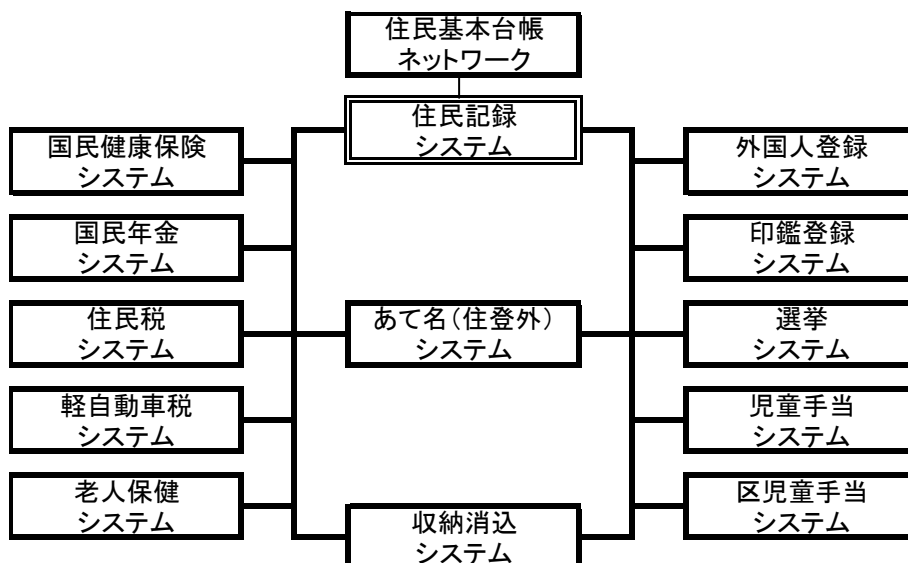 住民基本台帳
ネットワーク
住民記録
システム
国民健康保険
システム
外国人登録
システム
国民年金
システム
印鑑登録
システム
住民税
システム
あて名（住登外）
システム
選挙
システム
軽自動車税
システム
児童手当
システム
老人保健
システム
区児童手当
システム
収納消込
システム